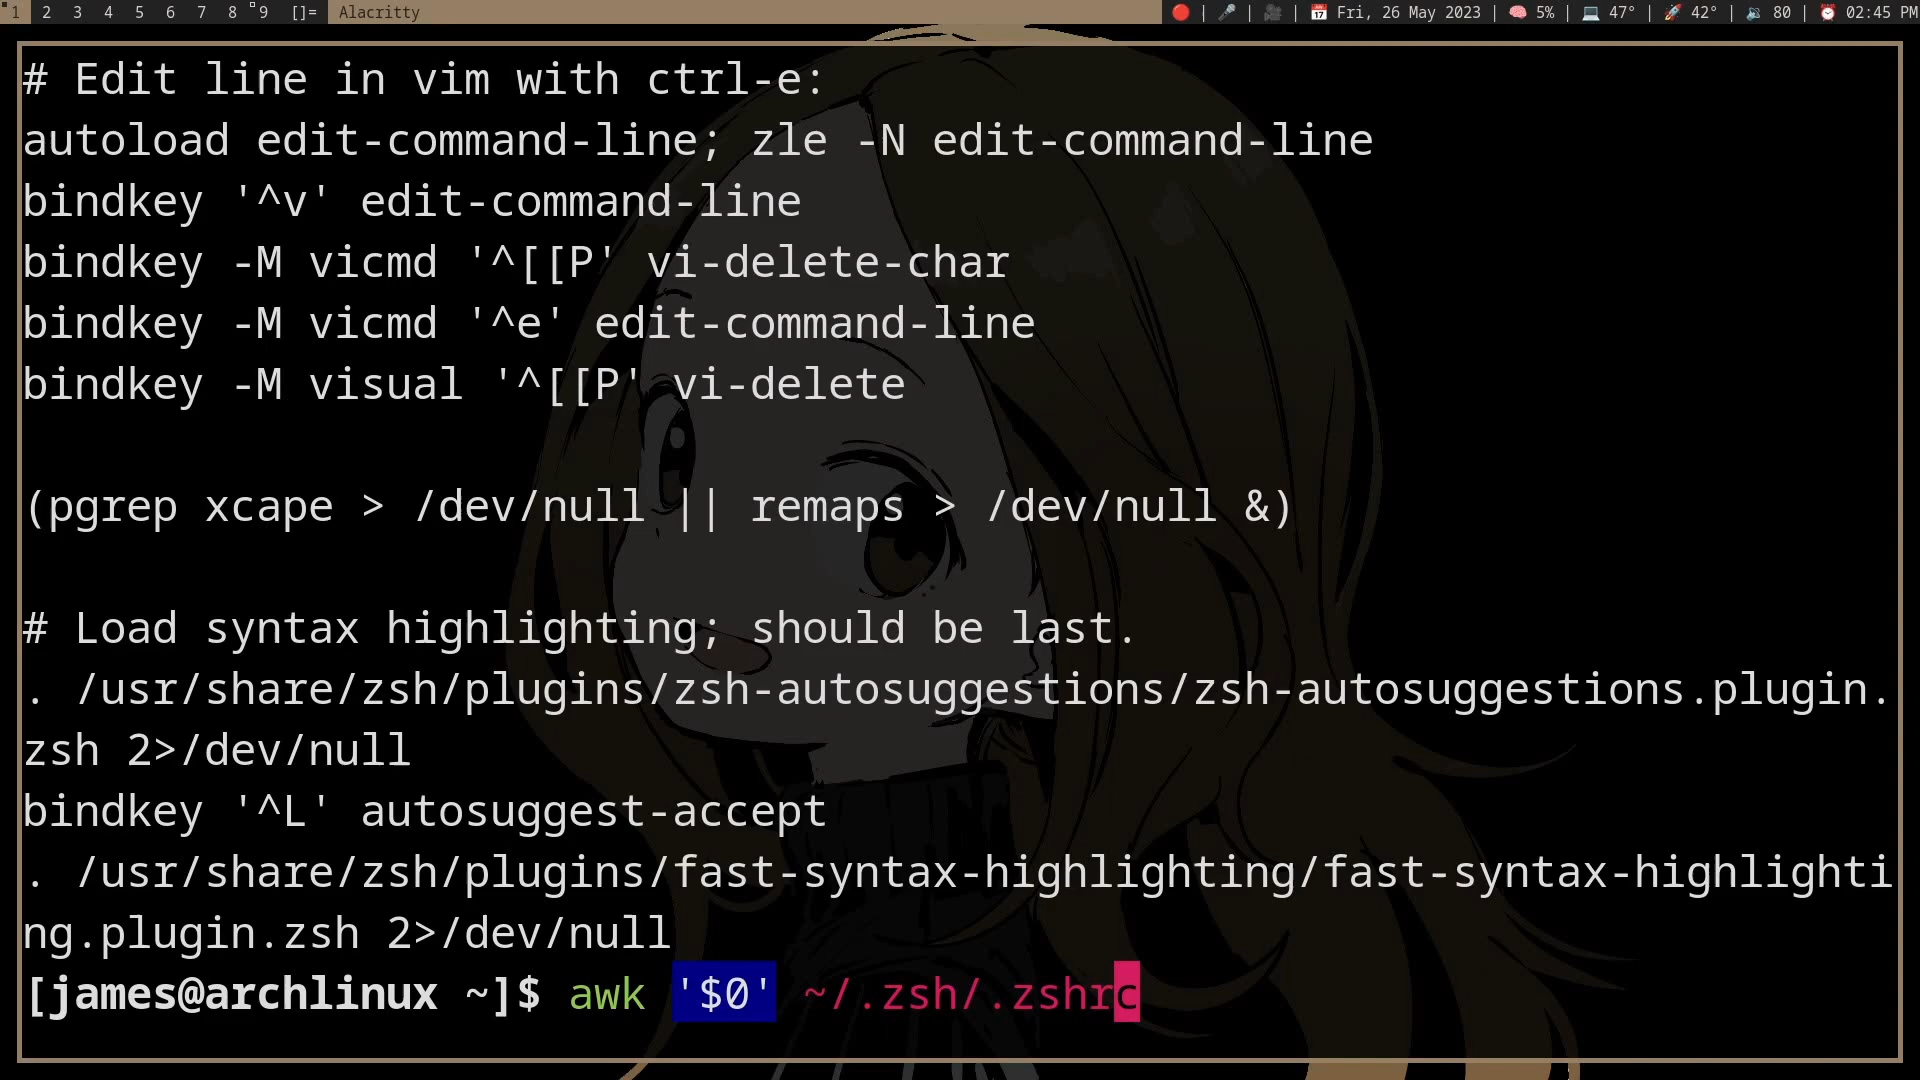 1 2 3 4 5 6 7 8 9 []= Alacritty | | | Fri, 26 May 2023 | 5% | 47° | 42° | 80 | 02:45 PM
# Edit line in vim with ctrl-e:
autoload edit-command-line; zle -N edit-command-line
bindkey '^v' edit-command-line
bindkey -M vicmd '^[[P' vi-delete-char
bindkey -M vicmd '^e' edit-command-line
bindkey -M visual '^[[P' vi-delete
(pgrep xcape > /dev/null || remaps > /dev/null &)
# Load syntax highlighting; should be last.
. /usr/share/zsh/plugins/zsh-autosuggestions/zsh-autosuggestions.plugin.
zsh 2>/dev/null
bindkey '^L' autosuggest-accept
. /usr/share/zsh/plugins/fast-syntax-highlighting/fast-syntax-highlighti
ng.plugin.zsh 2>/dev/null
[james@archlinux ~]$ awk '$0' ~/.zsh/.zshrc